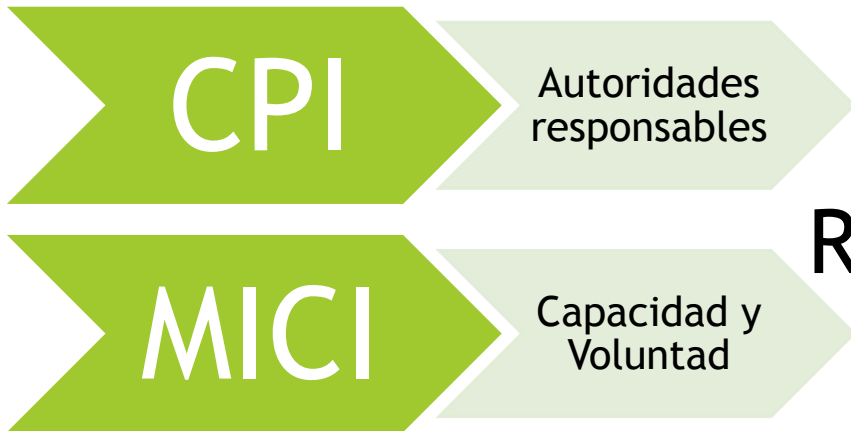 CPI
Autoridades
responsables
R
MICI
Capacidad y
Voluntad